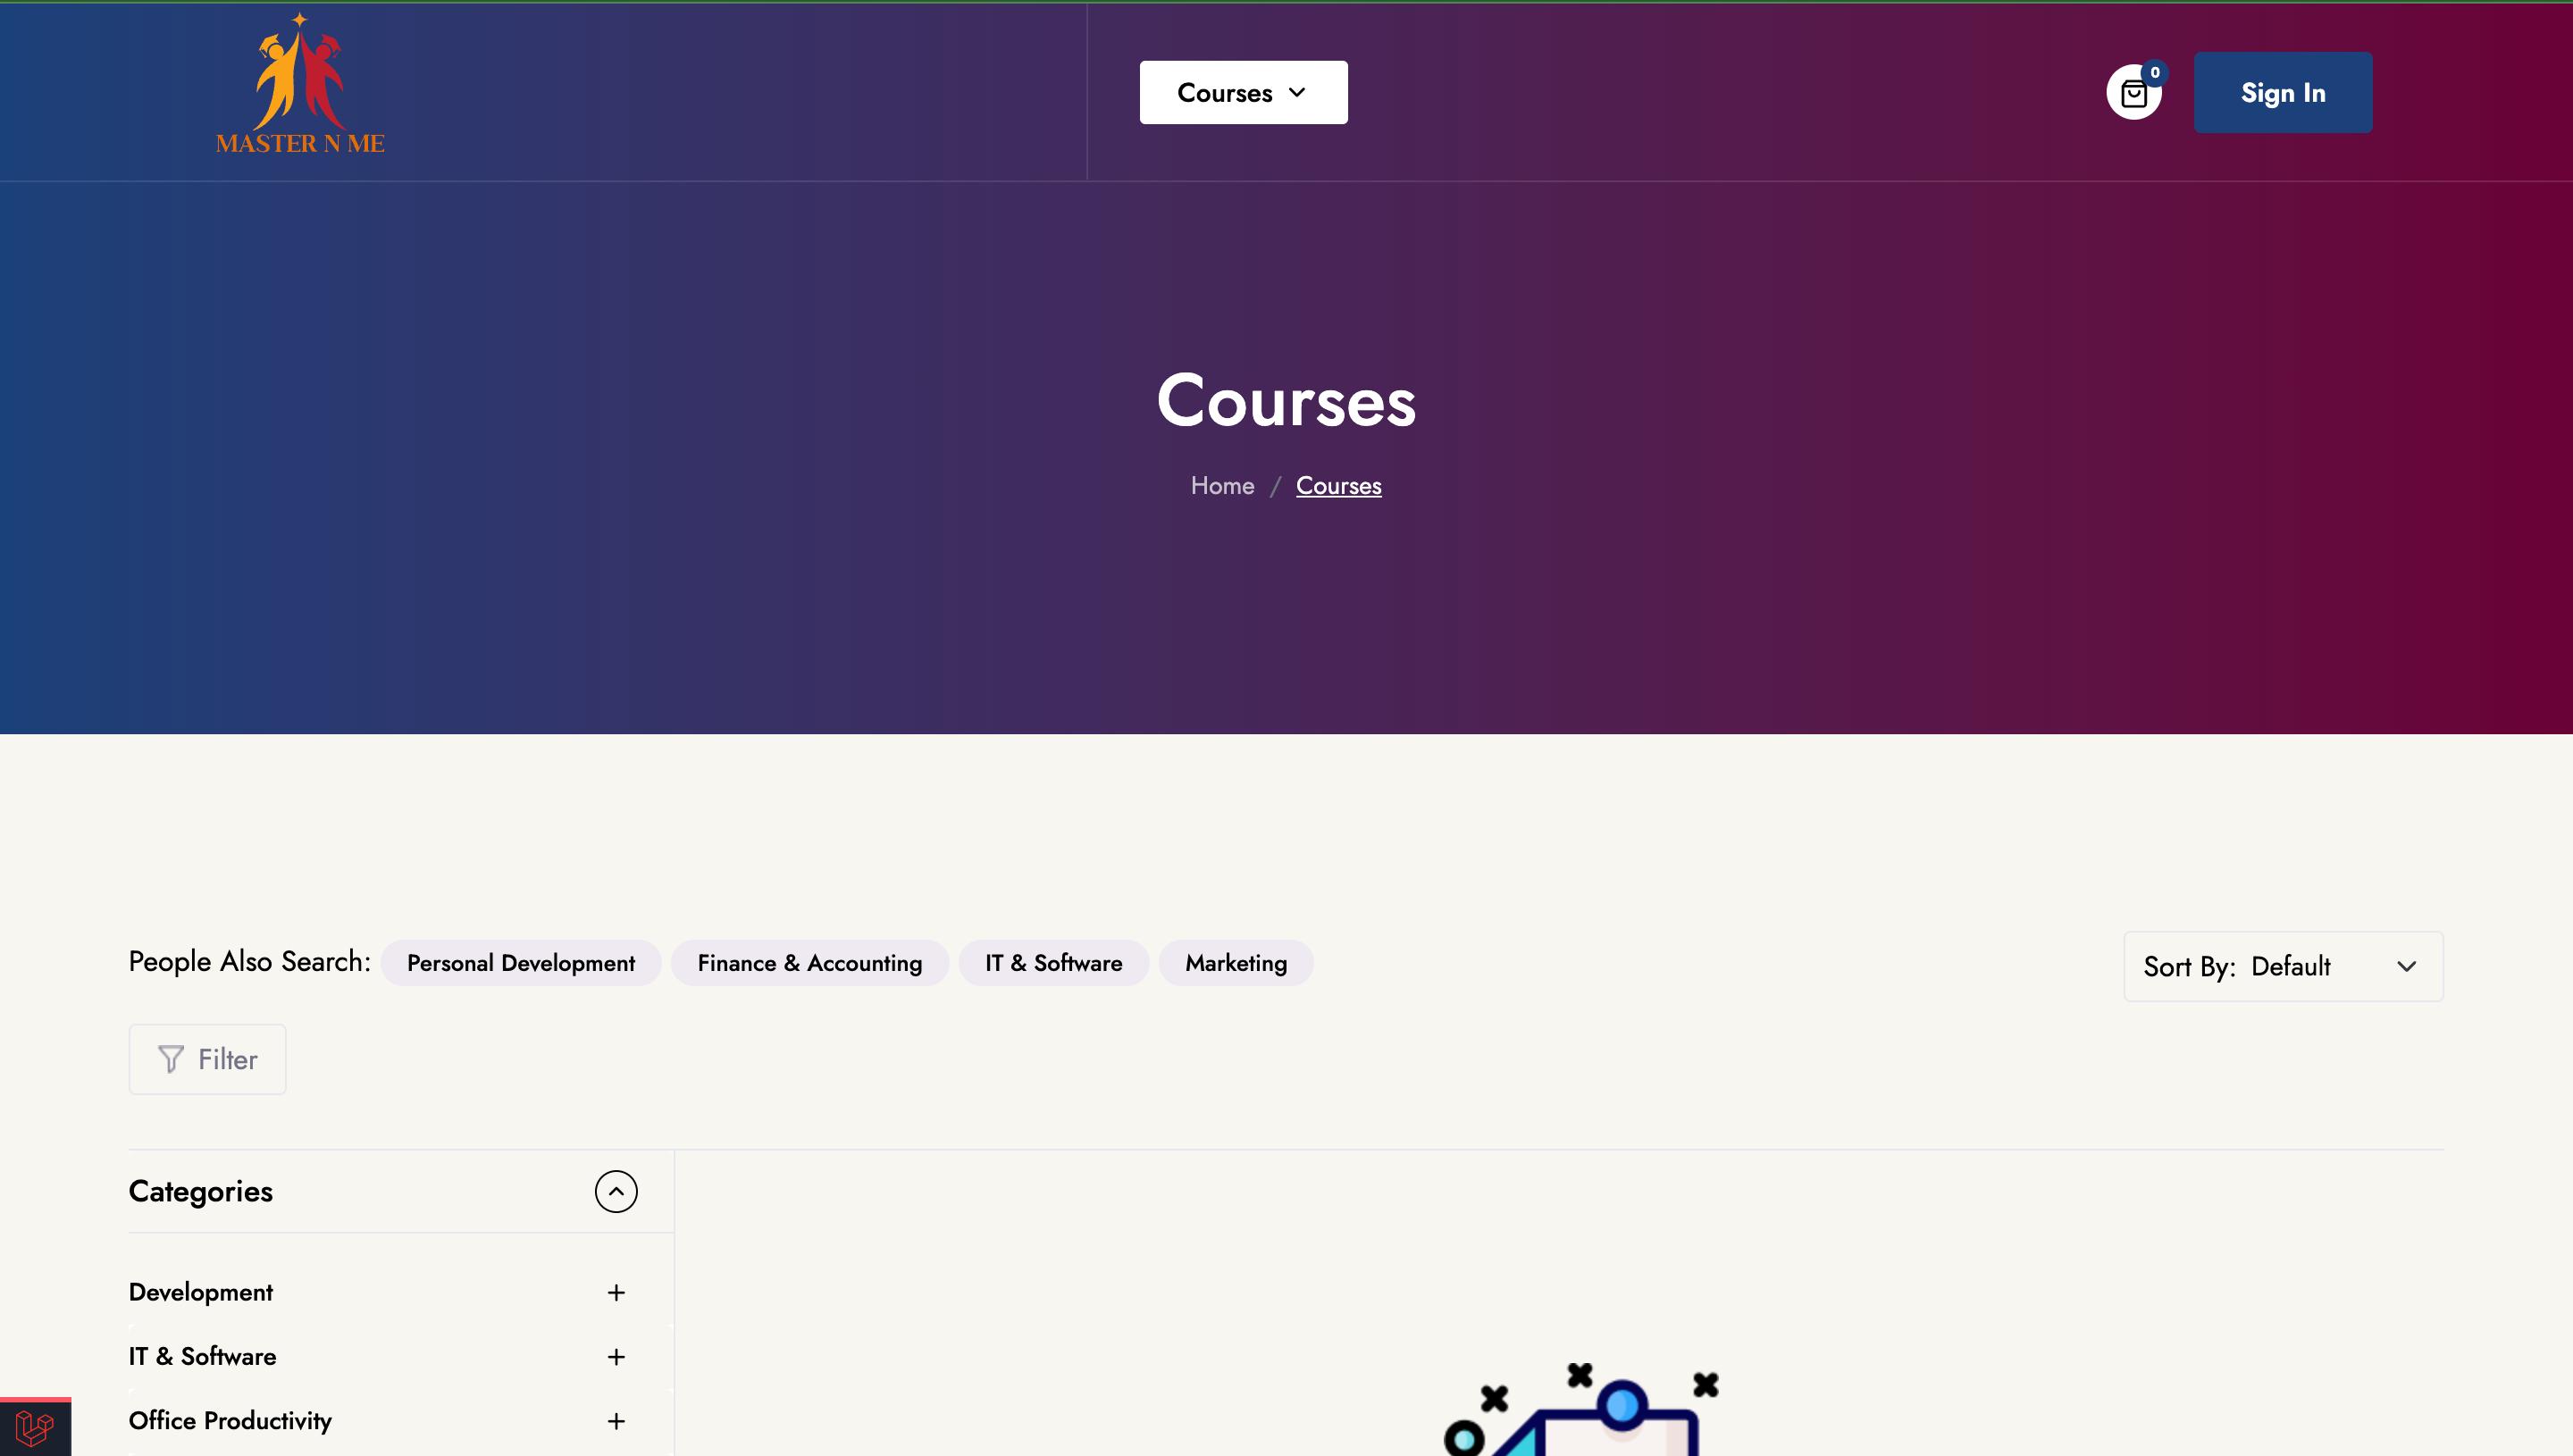 MASTER N ME
Courses
0
Sign In
Courses
Home / Courses
People Also Search: Personal Development Finance & Accounting IT & Software Marketing
Sort By: Default
Filter
Categories
Development
IT & Software
Office Productivity